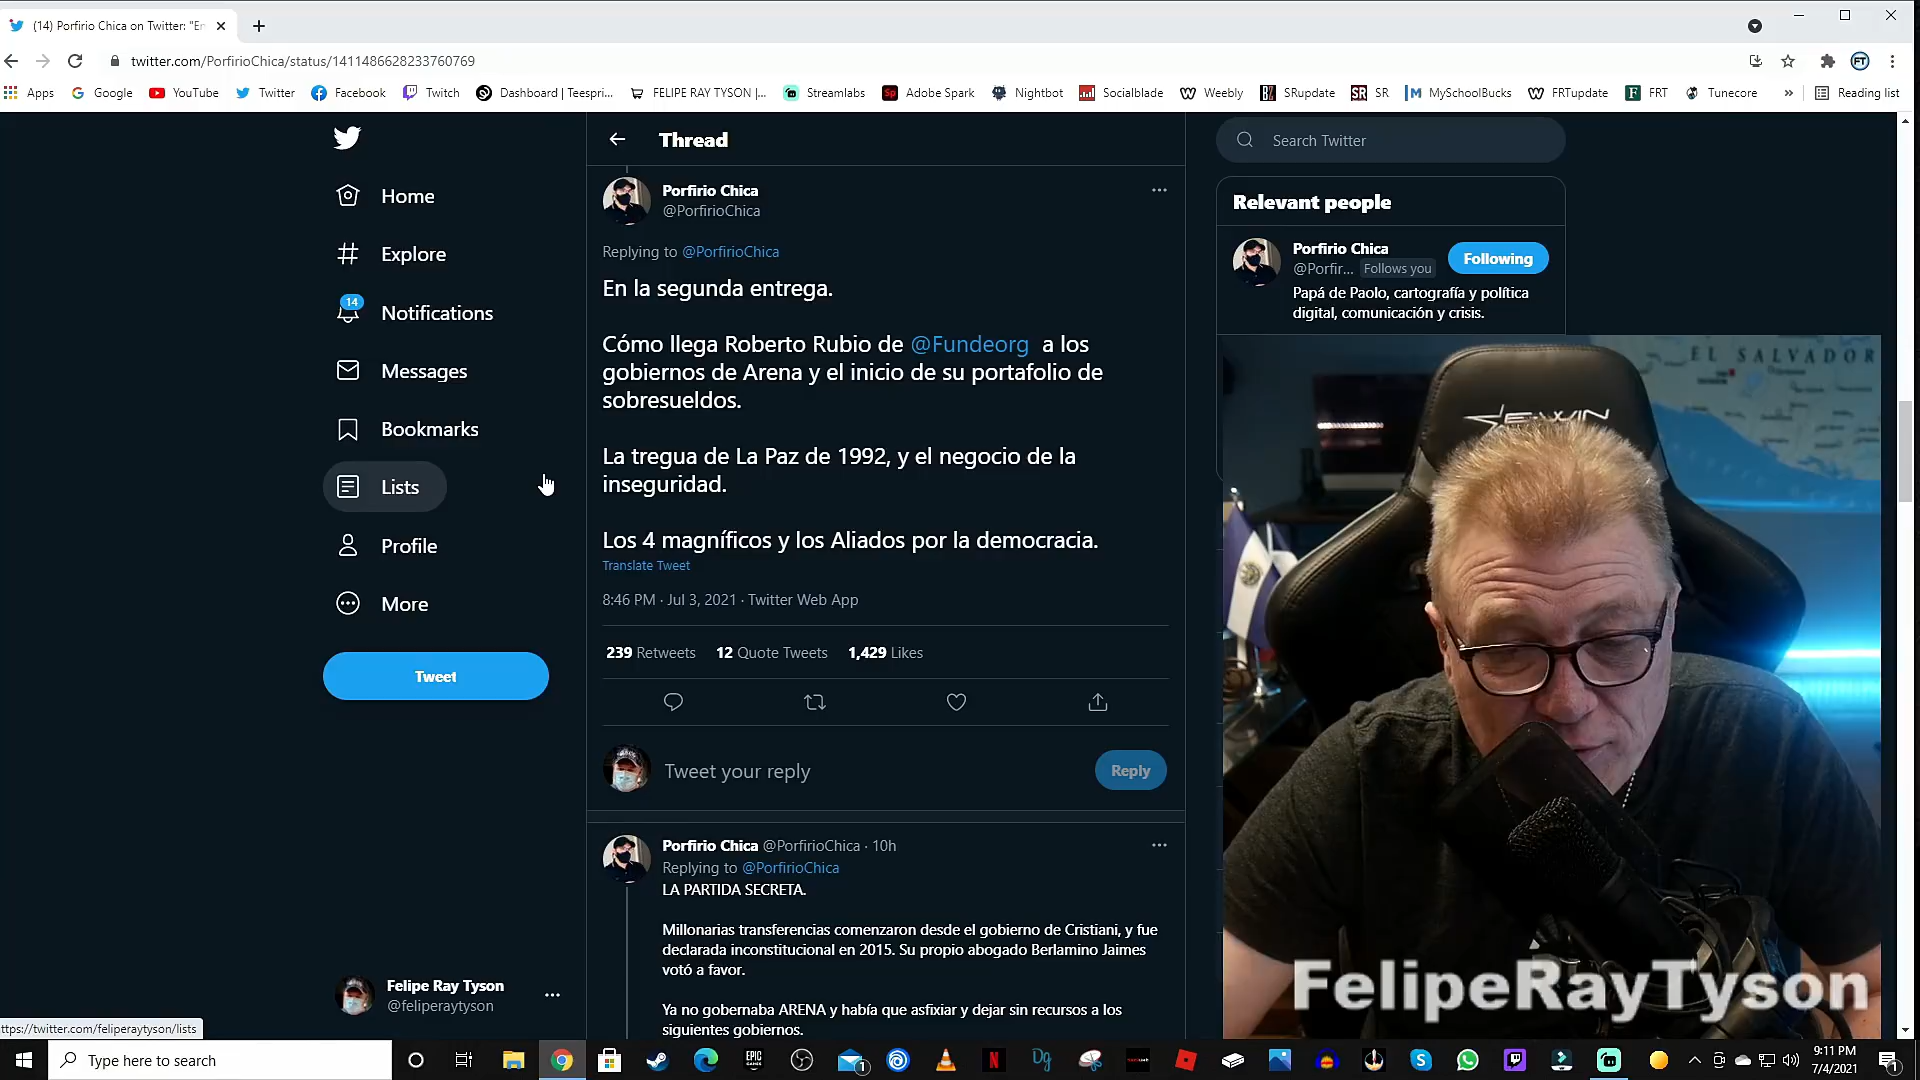 (14) Porfirio Chica on Twitter: "En
twitter.com/PorfirioChica/status/1411486628233760769
Apps
Google
YouTube
Twitter
Facebook
Twitch
Dashboard | Teespri...
FELIPE RAY TYSON |...
Streamlabs
Adobe Spark
Nightbot
Socialblade
Weebly
SRupdate
SR
MySchoolBucks
FRTupdate
FRT
Tunecore
»
Reading list
Home
Explore
14
Notifications
Messages
Bookmarks
Lists
Profile
More
Tweet
Felipe Ray Tyson
@feliperaytyson
ttps://twitter.com/feliperaytyson/lists
Thread
Porfirio Chica
@PorfirioChica
Replying to @PorfirioChica
En la segunda entrega.
Cómo llega Roberto Rubio de @Fundeorg a los
gobiernos de Arena y el inicio de su portafolio de
sobresueldos.
La tregua de La Paz de 1992, y el negocio de la
inseguridad.
Los 4 magníficos y los Aliados por la democracia.
Translate Tweet
8:46 PM · Jul 3, 2021 · Twitter Web App
239 Retweets 12 Quote Tweets 1,429 Likes
Tweet your reply
Reply
Porfirio Chica @PorfirioChica · 10h
Replying to @PorfirioChica
LA PARTIDA SECRETA.
Millonarias transferencias comenzaron desde el gobierno de Cristiani, y fue
declarada inconstitucional en 2015. Su propio abogado Berlamino Jaimes
votó a favor.
Ya no gobernaba ARENA y había que asfixiar y dejar sin recursos a los
siguientes gobiernos.
Search Twitter
Relevant people
Porfirio Chica
@Porfir... Follows you
Following
Papá de Paolo, cartografía y política
digital, comunicación y crisis.
EL SALVADOR
FelipeRayTyson
Type here to search
9:11 PM
7/4/2021